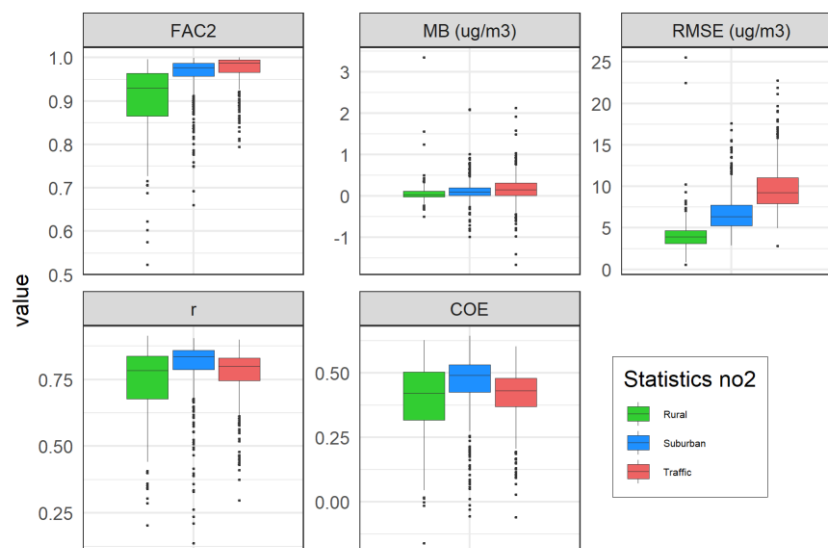 FAC2
MB (ug/m3)
RMSE (ug/m3)
1.0
0.9
0.8
0.7
0.6
0.5
3
2
1
0
-1
25
20
15
10
5
0
value
r
COE
0.75
0.50
0.25
0.50
0.25
0.00
Statistics no2
Rural
Suburban
Traffic